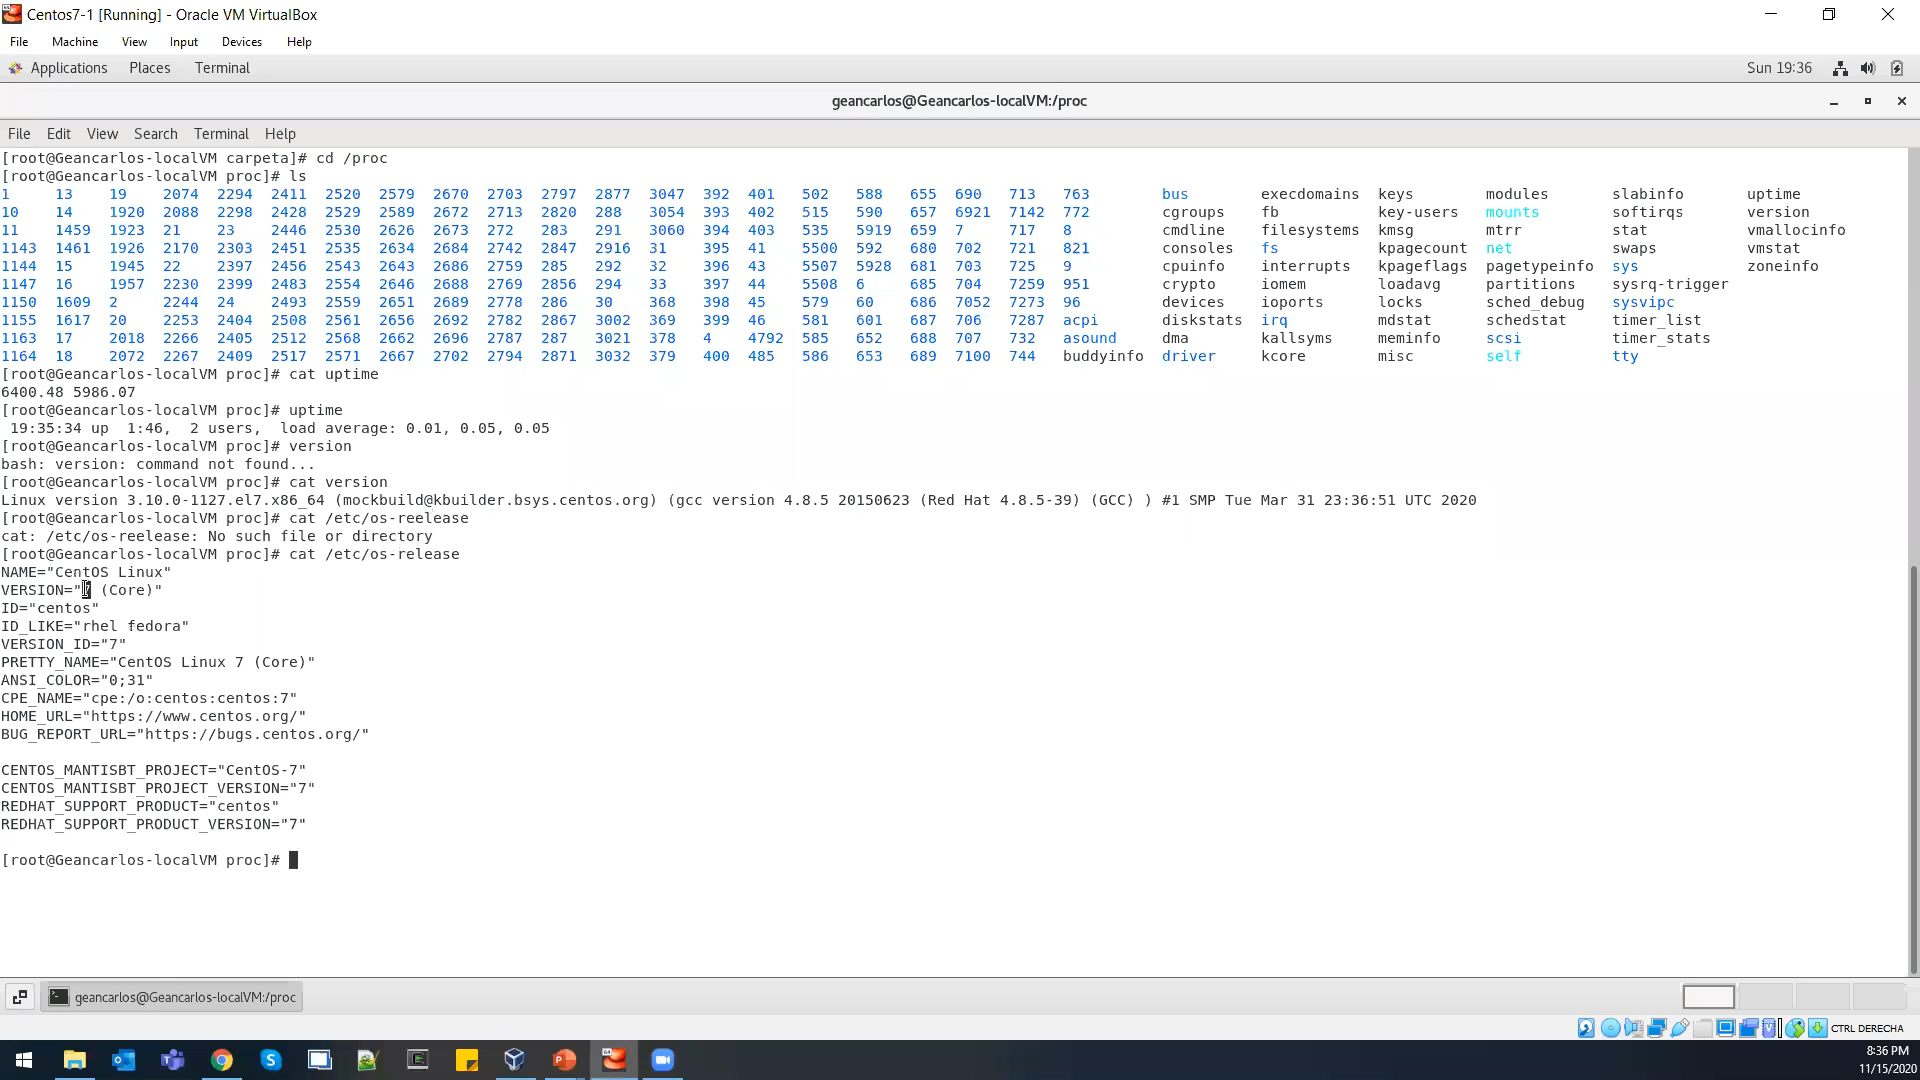 Centos7-1 [Running] - Oracle VM VirtualBox
File Machine View Input Devices Help
Applications Places Terminal Sun 19:36
geancarlos@Geancarlos-localVM:/proc
File Edit View Search Terminal Help
[root@Geancarlos-localVM carpeta]# cd /proc
[root@Geancarlos-localVM proc]# ls
1 13 19 2074 2294 2411 2520 2579 2670 2703 2797 2877 3047 392 401 502 588 655 690 713 763 bus execdomains keys modules slabinfo uptime
10 14 1920 2088 2298 2428 2529 2589 2672 2713 2820 288 3054 393 402 515 590 657 6921 7142 772 cgroups fb key-users mounts softirqs version
11 1459 1923 21 23 2446 2530 2626 2673 272 283 291 3060 394 403 535 5919 659 7 717 8 cmdline filesystems kmsg mtrr stat vmallocinfo
1143 1461 1926 2170 2303 2451 2535 2634 2684 2742 2847 2916 31 395 41 5500 592 680 702 721 821 consoles fs kpagecount net swaps vmstat
1144 15 1945 22 2397 2456 2543 2643 2686 2759 285 292 32 396 43 5507 5928 681 703 725 9 cpuinfo interrupts kpageflags pagetypeinfo sys zoneinfo
1147 16 1957 2230 2399 2483 2554 2646 2688 2769 2856 294 33 397 44 5508 6 685 704 7259 951 crypto iomem loadavg partitions sysrq-trigger
1150 1609 2 2244 24 2493 2559 2651 2689 2778 286 30 368 398 45 579 60 686 7052 7273 96 devices ioports locks sched_debug sysvipc
1155 1617 20 2253 2404 2508 2561 2656 2692 2782 2867 3002 369 399 46 581 601 687 706 7287 acpi diskstats irq mdstat schedstat timer_list
1163 17 2018 2266 2405 2512 2568 2662 2696 2787 287 3021 378 4 4792 585 652 688 707 732 asound dma kallsyms meminfo scsi timer_stats
1164 18 2072 2267 2409 2517 2571 2667 2702 2794 2871 3032 379 400 485 586 653 689 7100 744 buddyinfo driver kcore misc self tty
[root@Geancarlos-localVM proc]# cat uptime
6400.48 5986.07
[root@Geancarlos-localVM proc]# uptime
19:35:34 up 1:46, 2 users, load average: 0.01, 0.05, 0.05
[root@Geancarlos-localVM proc]# version
bash: version: command not found...
[root@Geancarlos-localVM proc]# cat version
Linux version 3.10.0-1127.el7.x86_64 (mockbuild@kbuilder.bsys.centos.org) (gcc version 4.8.5 20150623 (Red Hat 4.8.5-39) (GCC) ) #1 SMP Tue Mar 31 23:36:51 UTC 2020
[root@Geancarlos-localVM proc]# cat /etc/os-reelease
cat: /etc/os-reelease: No such file or directory
[root@Geancarlos-localVM proc]# cat /etc/os-release
NAME="CentOS Linux"
VERSION="7 (Core)"
ID="centos"
ID_LIKE="rhel fedora"
VERSION_ID="7"
PRETTY_NAME="CentOS Linux 7 (Core)"
ANSI_COLOR="0;31"
CPE_NAME="cpe:/o:centos:centos:7"
HOME_URL="https://www.centos.org/"
BUG_REPORT_URL="https://bugs.centos.org/"
CENTOS_MANTISBT_PROJECT="CentOS-7"
CENTOS_MANTISBT_PROJECT_VERSION="7"
REDHAT_SUPPORT_PRODUCT="centos"
REDHAT_SUPPORT_PRODUCT_VERSION="7"
[root@Geancarlos-localVM proc]#
geancarlos@Geancarlos-localVM:/proc
CTRL DERECHA
8:36 PM
11/15/2020